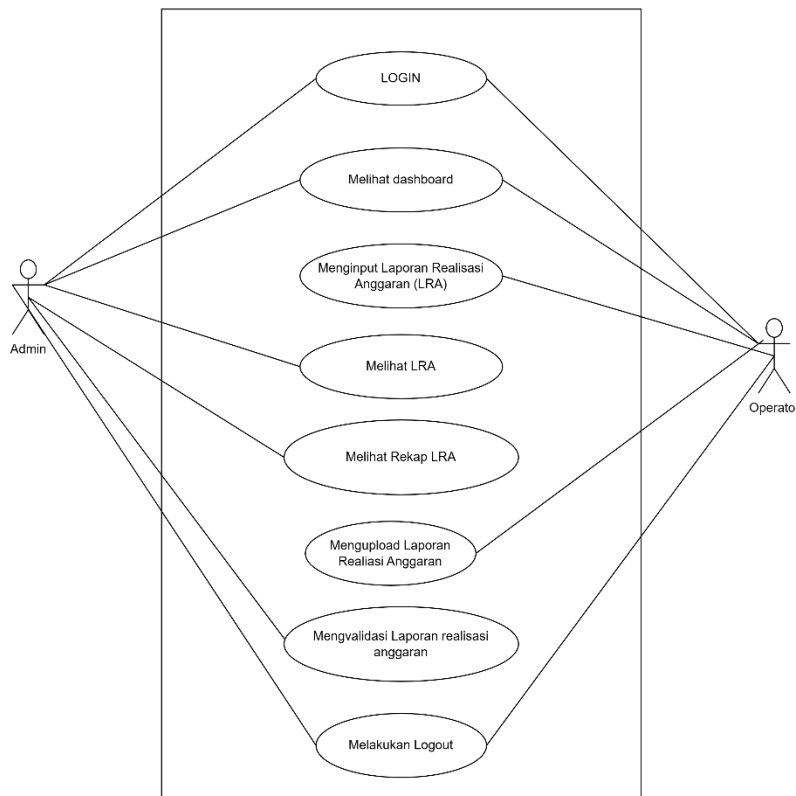 LOGIN
Melihat dashboard
Menginput Laporan Realisasi
Anggaran (LRA)
Admin
Melihat LRA
Operato
Melihat Rekap LRA
Mengupload Laporan
Realiasi Anggaran
Mengvalidasi Laporan realisasi
anggaran
Melakukan Logout